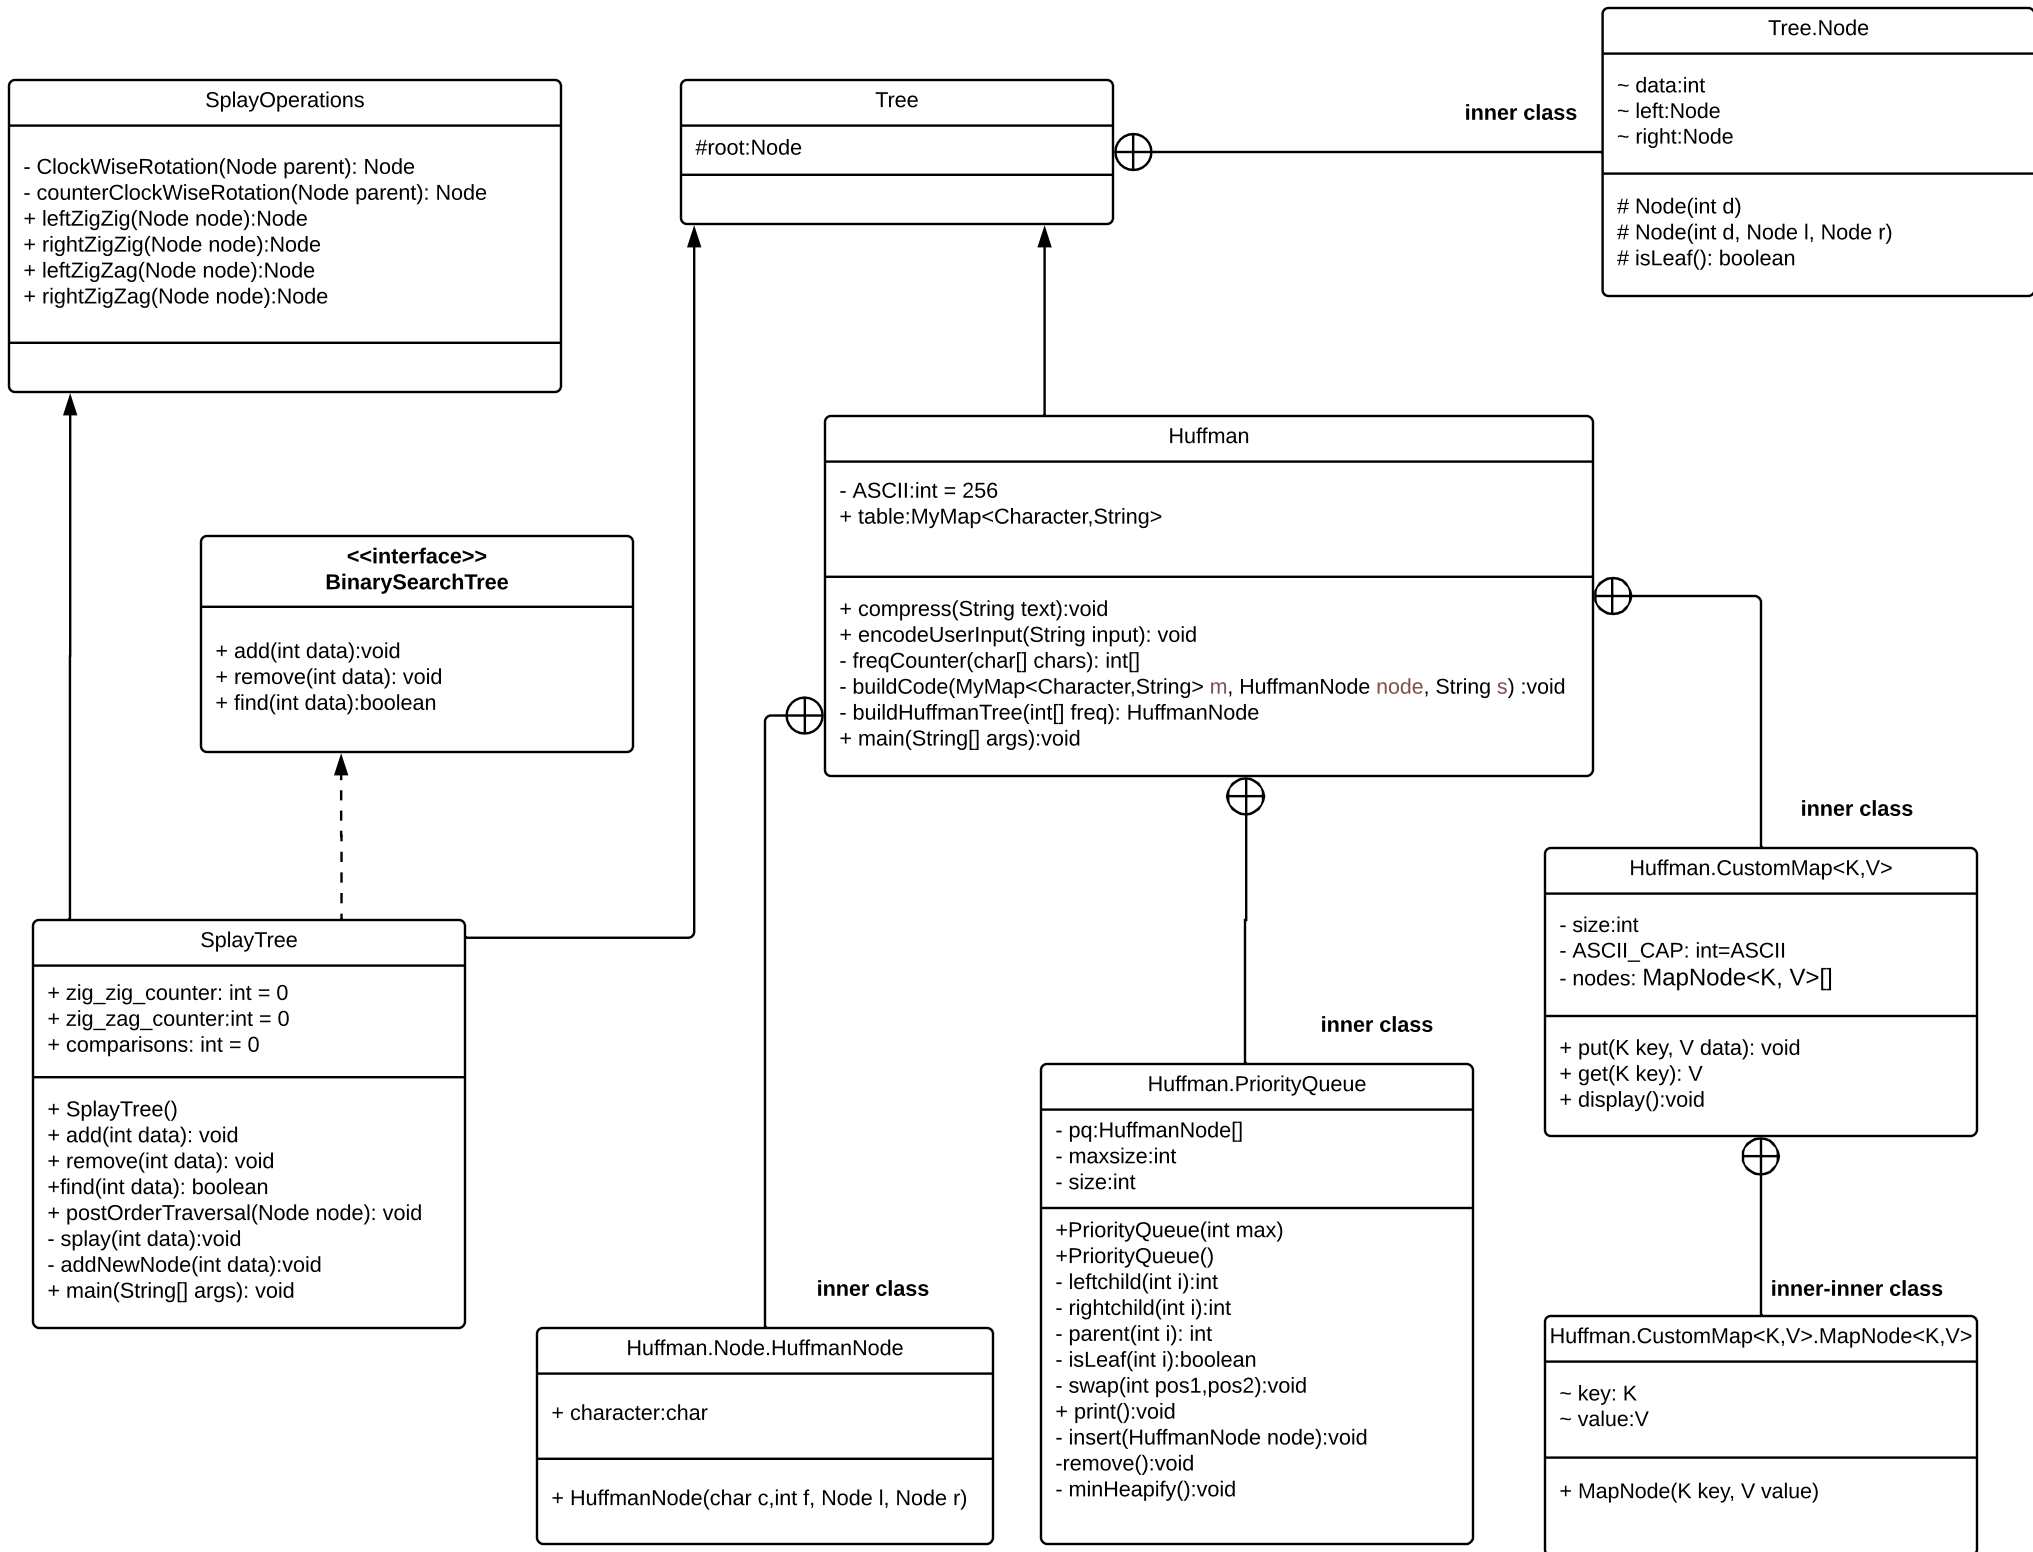 Tree.Node
~ data:int
~ left:Node
~ right:Node
# Node(int d)
# Node(int d, Node l, Node r)
# isLeaf(): boolean
inner class
SplayOperations
- ClockWiseRotation(Node parent): Node
- counterClockWiseRotation(Node parent): Node
+ leftZigZig(Node node):Node
+ rightZigZig(Node node):Node
+ leftZigZag(Node node):Node
+ rightZigZag(Node node):Node
Tree
#root:Node
Huffman
- ASCII:int = 256
+ table:MyMap<Character,String>
+ compress(String text):void
+ encodeUserInput(String input): void
- freqCounter(char[] chars): int[]
- buildCode(MyMap<Character,String> m, HuffmanNode node, String s) :void
- buildHuffmanTree(int[] freq): HuffmanNode
+ main(String[] args):void
<<interface>>
BinarySearchTree
+ add(int data):void
+ remove(int data): void
+ find(int data):boolean
SplayTree
+ zig_zig_counter: int = 0
+ zig_zag_counter:int = 0
+ comparisons: int = 0
+ SplayTree()
+ add(int data): void
+ remove(int data): void
+find(int data): boolean
+ postOrderTraversal(Node node): void
- splay(int data):void
- addNewNode(int data):void
+ main(String[] args): void
inner class
Huffman.Node.HuffmanNode
+ character:char
+ HuffmanNode(char c,int f, Node l, Node r)
inner class
Huffman.PriorityQueue
- pq:HuffmanNode[]
- maxsize:int
- size:int
+PriorityQueue(int max)
+PriorityQueue()
- leftchild(int i):int
- rightchild(int i):int
- parent(int i): int
- isLeaf(int i):boolean
- swap(int pos1,pos2):void
+ print():void
- insert(HuffmanNode node):void
-remove():void
- minHeapify():void
inner class
Huffman.CustomMap<K,V>
- size:int
- ASCII_CAP: int=ASCII
- nodes: MapNode<K, V>[]
+ put(K key, V data): void
+ get(K key): V
+ display():void
inner-inner class
Huffman.CustomMap<K,V>.MapNode<K,V>
~ key: K
~ value:V
+ MapNode(K key, V value)